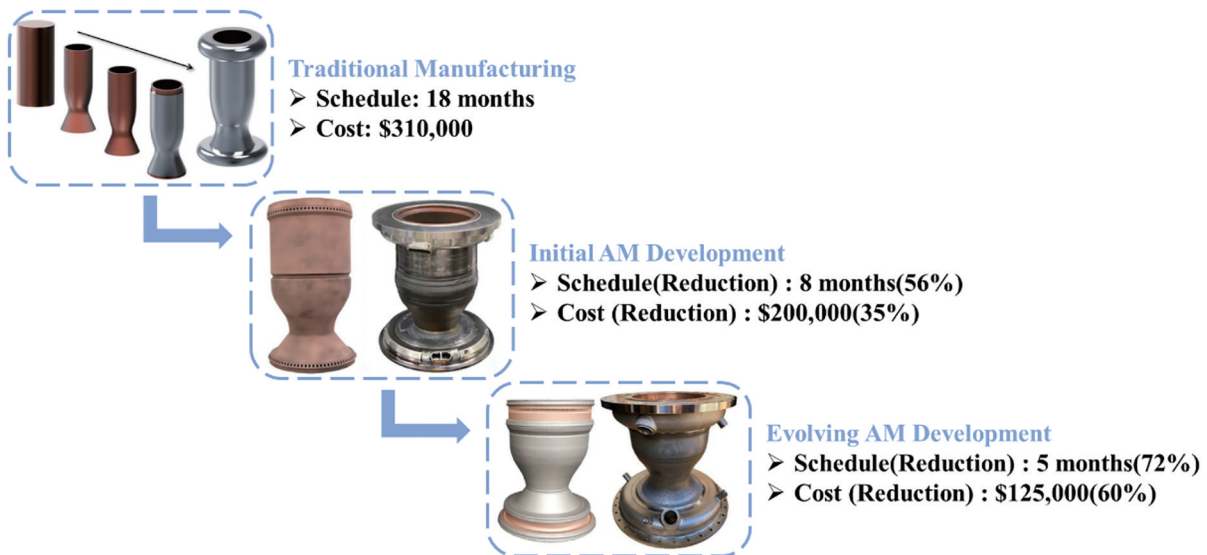 Traditional Manufacturing
➢ Schedule: 18 months
➢ Cost: $310,000
Initial AM Development
➢ Schedule(Reduction) : 8 months(56%)
➢ Cost (Reduction) : $200,000(35%)
Evolving AM Development
➢ Schedule(Reduction) : 5 months(72%)
➢ Cost (Reduction) : $125,000(60%)